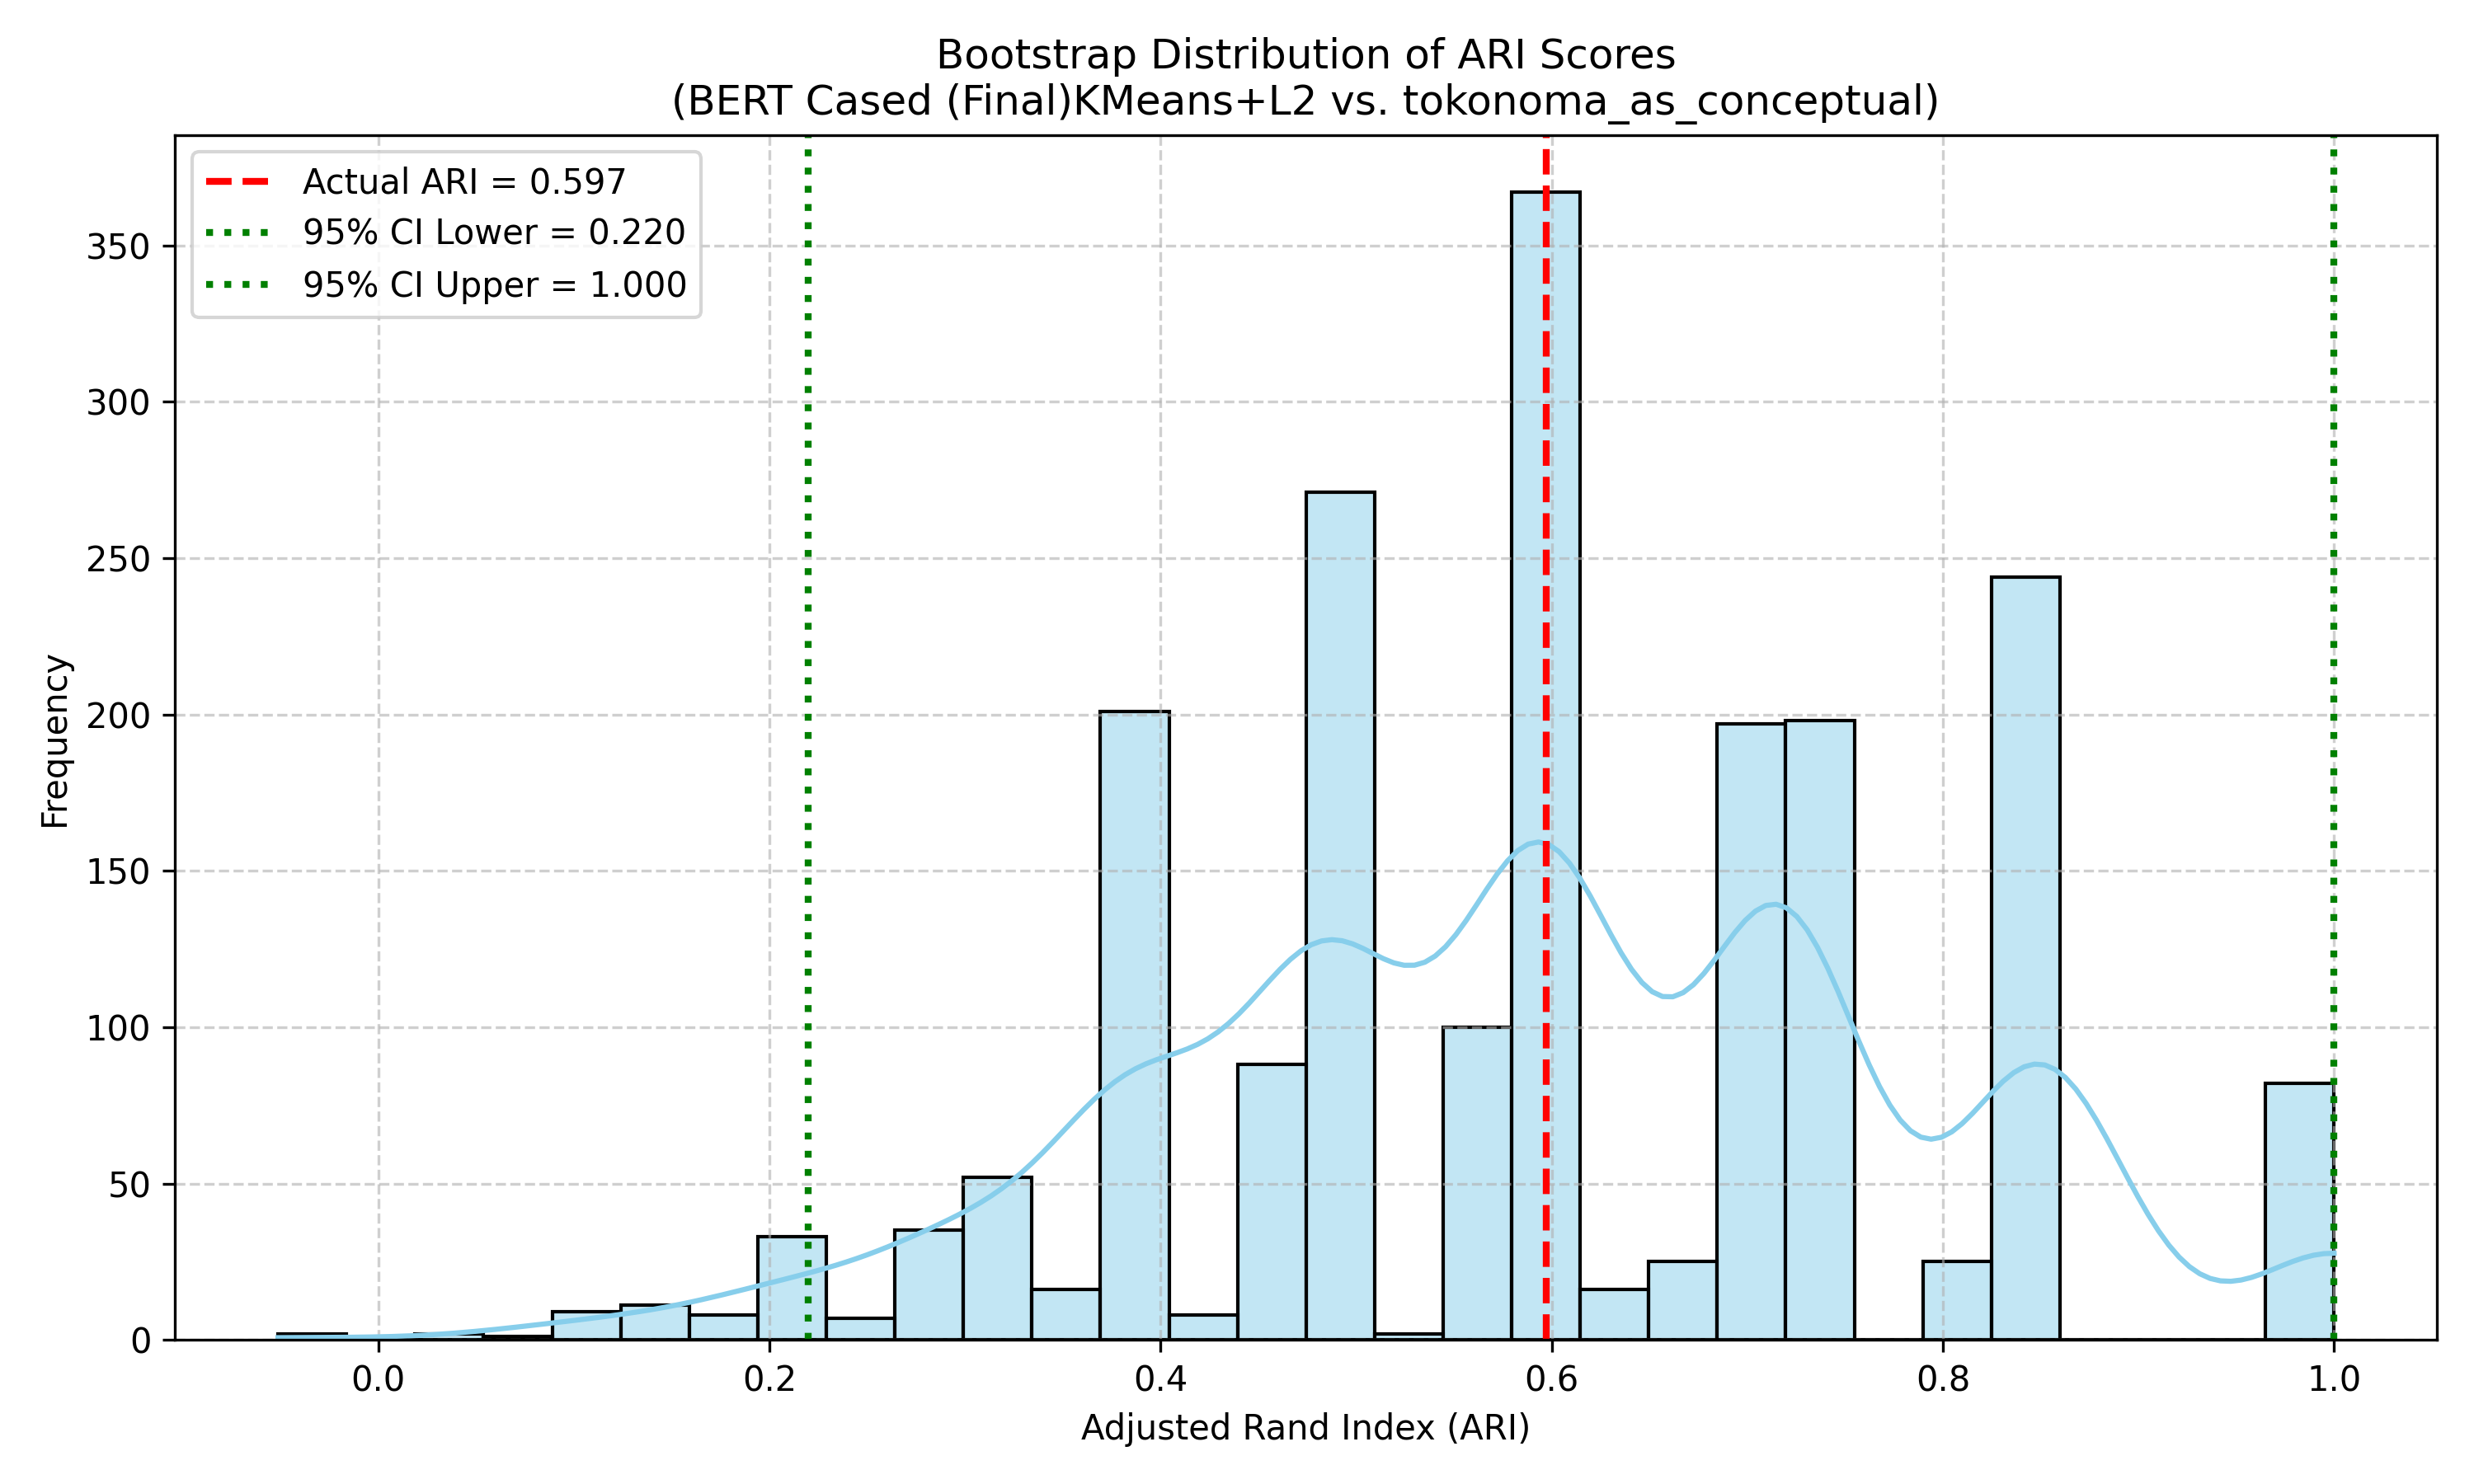 Bootstrap Distribution of ARI Scores
(BERT Cased (Final)KMeans+L2 vs. tokonoma_as_conceptual)
Actual ARI = 0.597
95% CI Lower = 0.220
95% CI Upper = 1.000
Frequency
350
300
250
200
150
100
50
0
0.0 0.2 0.4 0.6 0.8 1.0
Adjusted Rand Index (ARI)